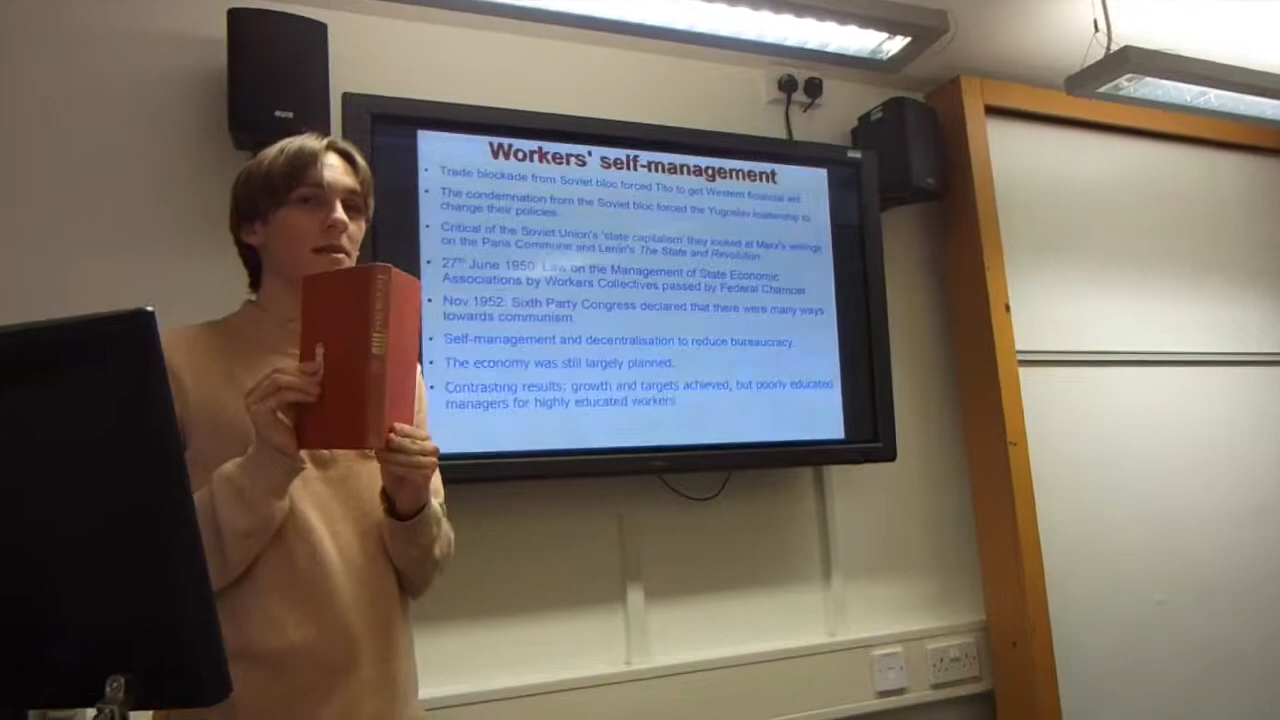 Workers' self-management
• Trade blockade from Soviet bloc forced Tito to get Western financial aid.
• The condemnation from the Soviet bloc forced the Yugoslav leadership to
change their policies.
• Critical of the Soviet Union's 'state capitalism' they looked at Marx's writings
on the Paris Commune and Lenin's The State and Revolution.
• 27th June 1950: Law on the Management of State Economic
Associations by Workers Collectives passed by Federal Chamber
• Nov 1952: Sixth Party Congress declared that there were many ways
towards communism.
• Self-management and decentralisation to reduce bureaucracy.
• The economy was still largely planned.
• Contrasting results: growth and targets achieved, but poorly educated
managers for highly educated workers